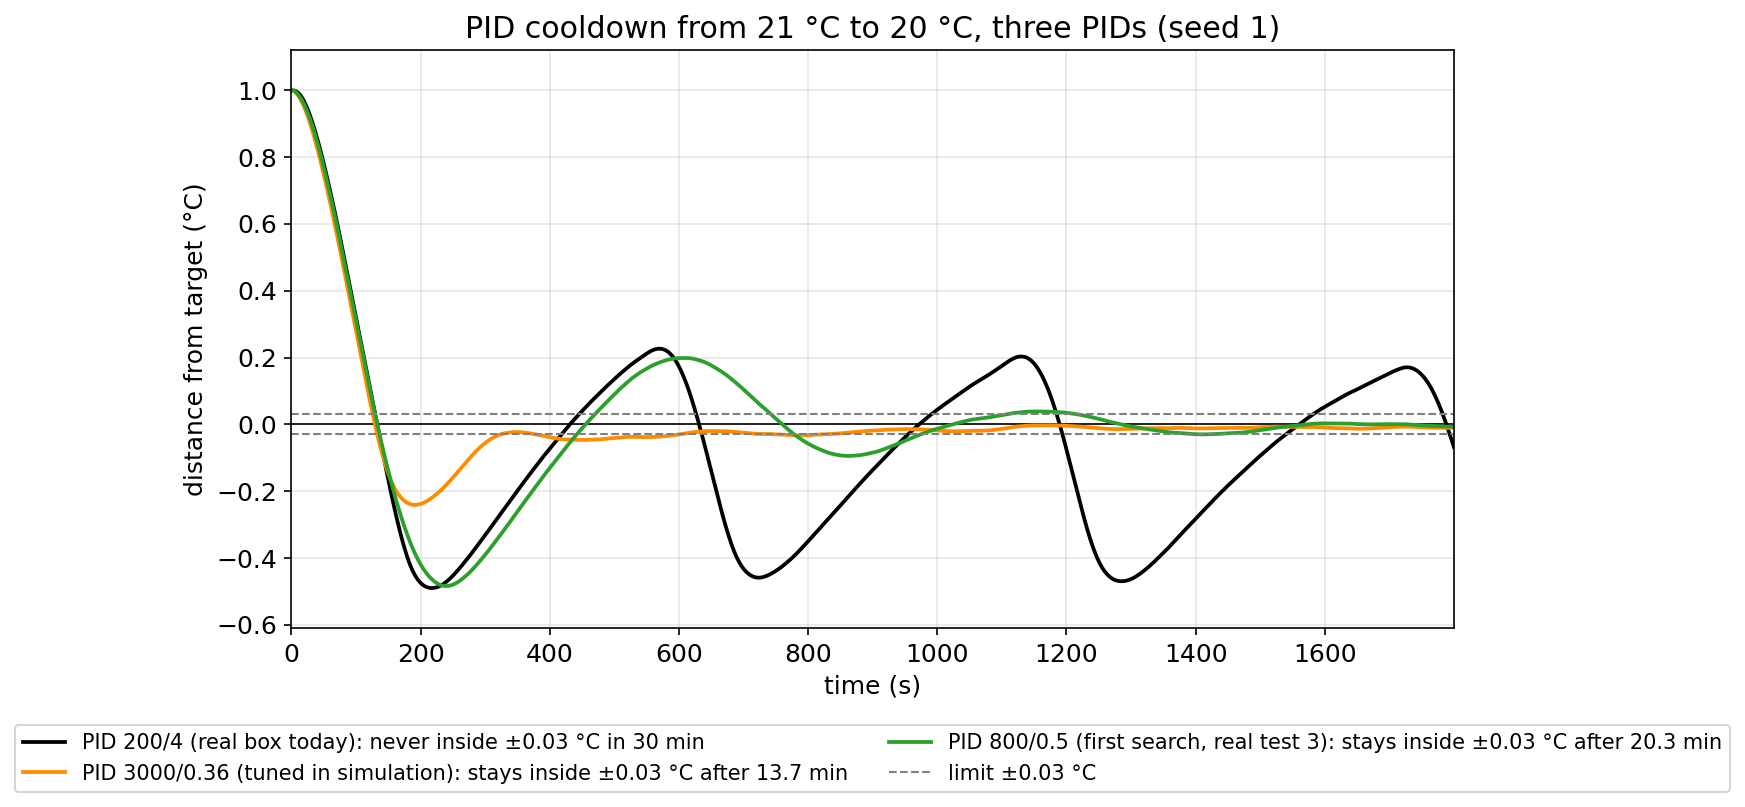 PID cooldown from 21 °C to 20 °C, three PIDs (seed 1)
distance from target (°C)
1.0
0.8
0.6
0.4
0.2
0.0
−0.2
−0.4
−0.6
0 200 400 600 800 1000 1200 1400 1600
time (s)
PID 200/4 (real box today): never inside ±0.03 °C in 30 min
PID 3000/0.36 (tuned in simulation): stays inside ±0.03 °C after 13.7 min
PID 800/0.5 (first search, real test 3): stays inside ±0.03 °C after 20.3 min
limit ±0.03 °C